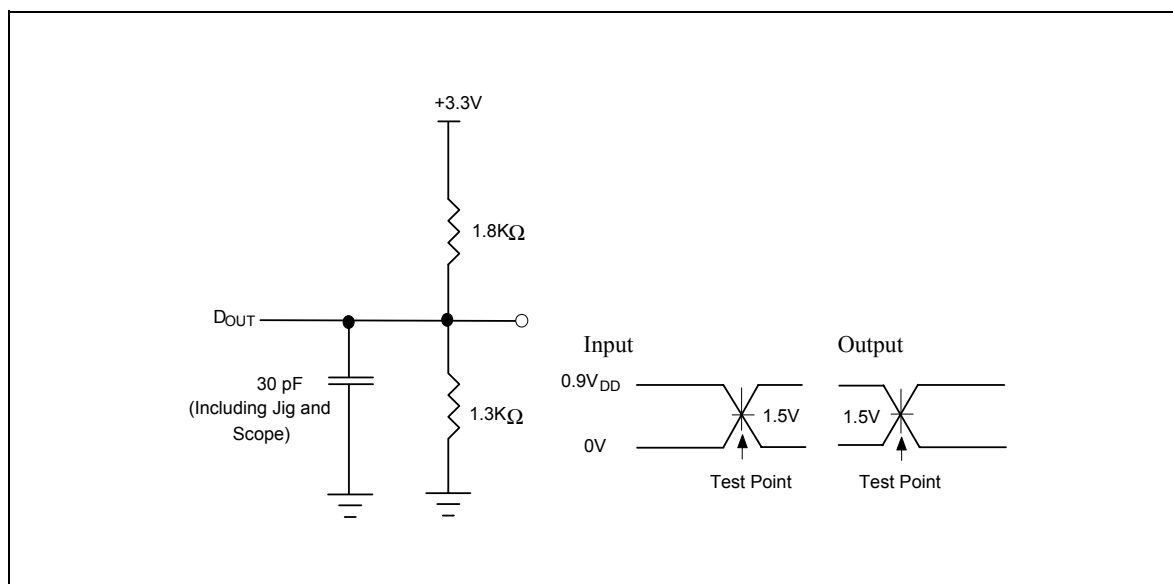 +3.3V
1.8KΩ
DOUT
30 pF
(Including Jig and
Scope)
1.3KΩ
Input
Output
0.9VDD
1.5V
1.5V
0V
Test Point
Test Point